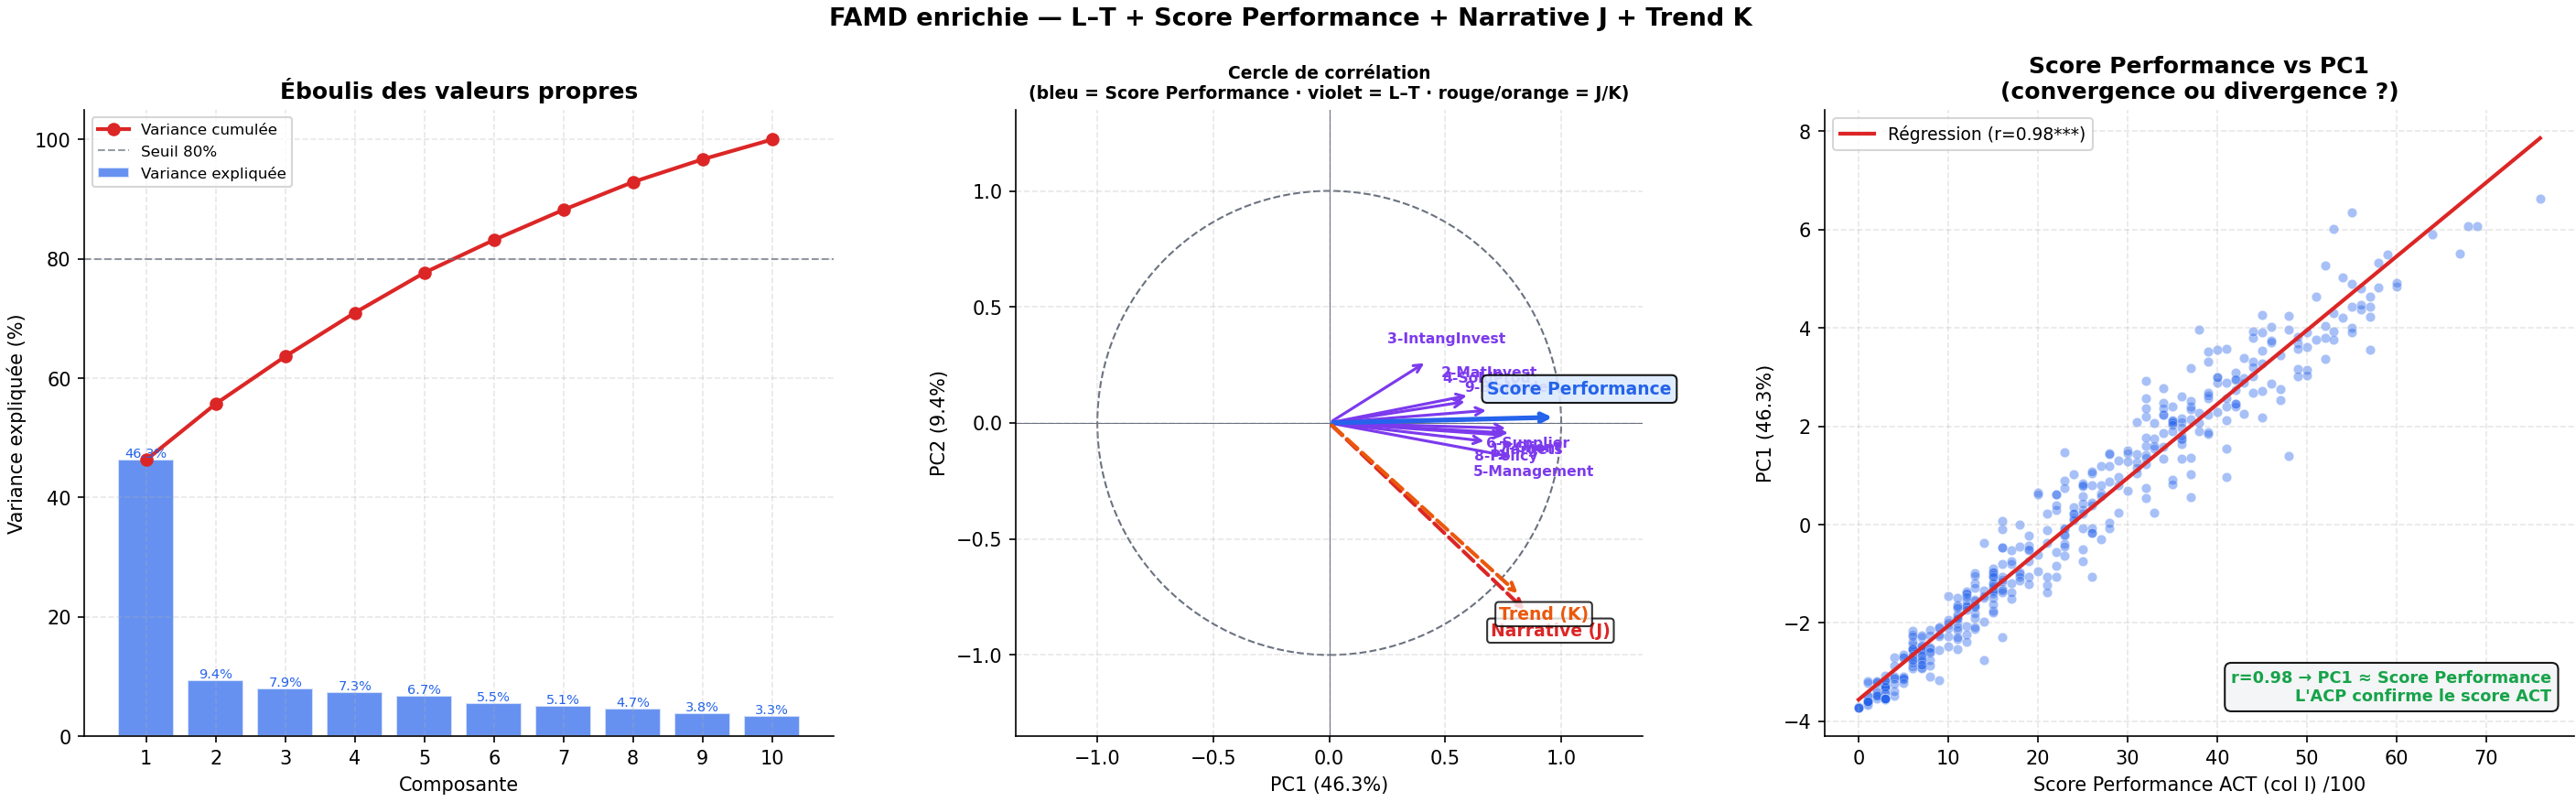 FAMD enrichie — L–T + Score Performance + Narrative J + Trend K
Éboulis des valeurs propres
Variance cumulée
Seuil 80%
Variance expliquée
Variance expliquée (%)
100
80
60
40
20
0
46.3%
9.4%
7.9%
7.3%
6.7%
5.5%
5.1%
4.7%
3.8%
3.3%
1 2 3 4 5 6 7 8 9 10
Composante
Cercle de corrélation
(bleu = Score Performance · violet = L–T · rouge/orange = J/K)
PC2 (9.4%)
1.0
0.5
0.0
−0.5
−1.0
3-IntangInvest
2-MatInvest
Score Performance
6-Supplier
8-Policy
5-Management
Trend (K)
Narrative (J)
−1.0 −0.5 0.0 0.5 1.0
PC1 (46.3%)
Score Performance vs PC1
(convergence ou divergence ?)
Régression (r=0.98***)
PC1 (46.3%)
8
6
4
2
0
−2
−4
r=0.98 → PC1 ≈ Score Performance
L'ACP confirme le score ACT
0 10 20 30 40 50 60 70
Score Performance ACT (col I) /100